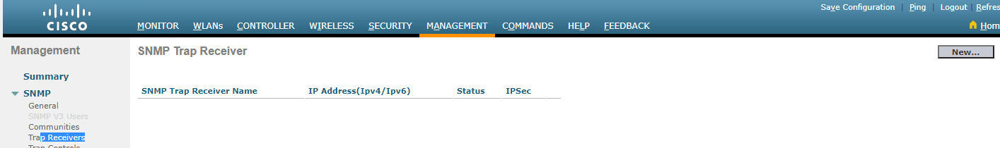 Save Configuration | Ping | Logout | Refres
CISCO
MONITOR WLANs CONTROLLER WIRELESS SECURITY MANAGEMENT COMMANDS HELP FEEDBACK
Hom
Management
SNMP Trap Receiver
New...
Summary
SNMP Trap Receiver Name IP Address(Ipv4/Ipv6) Status IPSec
SNMP
General
SNMP V3 Users
Communities
Trap Receivers
Trap Controls